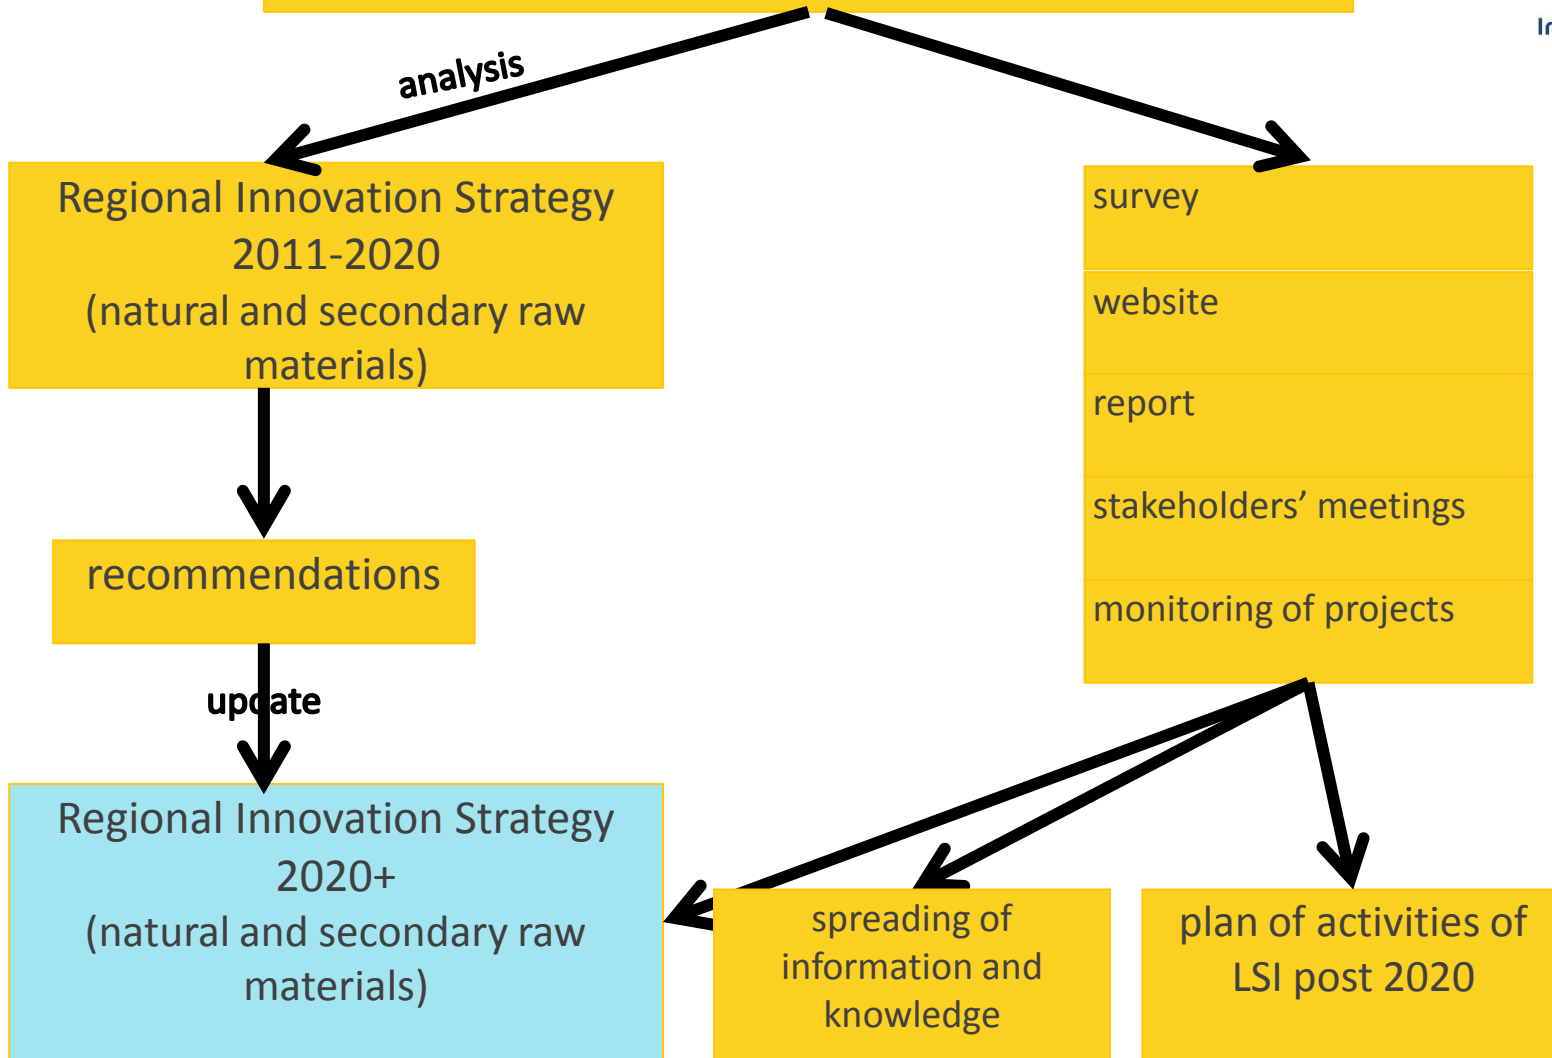 analysis
Regional Innovation Strategy
2011-2020
(natural and secondary raw
materials)
survey
website
report
stakeholders’ meetings
monitoring of projects
recommendations
update
Regional Innovation Strategy
2020+
(natural and secondary raw
materials)
spreading of
information and
knowledge
plan of activities of
LSI post 2020